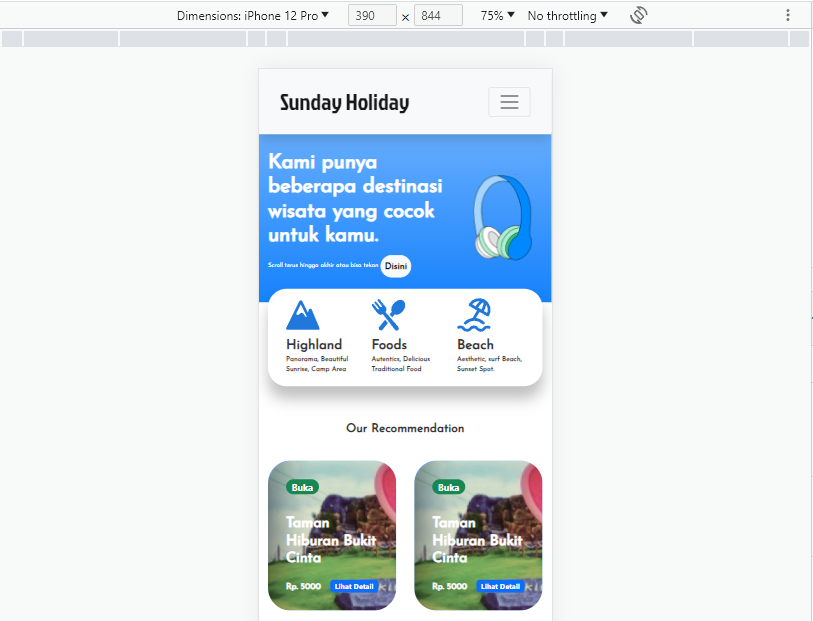 Dimensions: iPhone 12 Pro 390 × 844 75% No throttling
Sunday Holiday
Kami punya
beberapa destinasi
wisata yang cocok
untuk kamu.
Scroll terus hingga akhir atau bisa tekan Disini
Highland Foods Beach
Panorama, Beautiful Autentics, Delicious Aesthetic, surf Beach,
Sunrise, Camp Area Traditional Food Sunset Spot.
Our Recommendation
Buka Buka
Taman Taman
Hiburan Bukit Hiburan Bukit
Cinta Cinta
Rp. 5000 Lihat Detail Rp. 5000 Lihat Detail